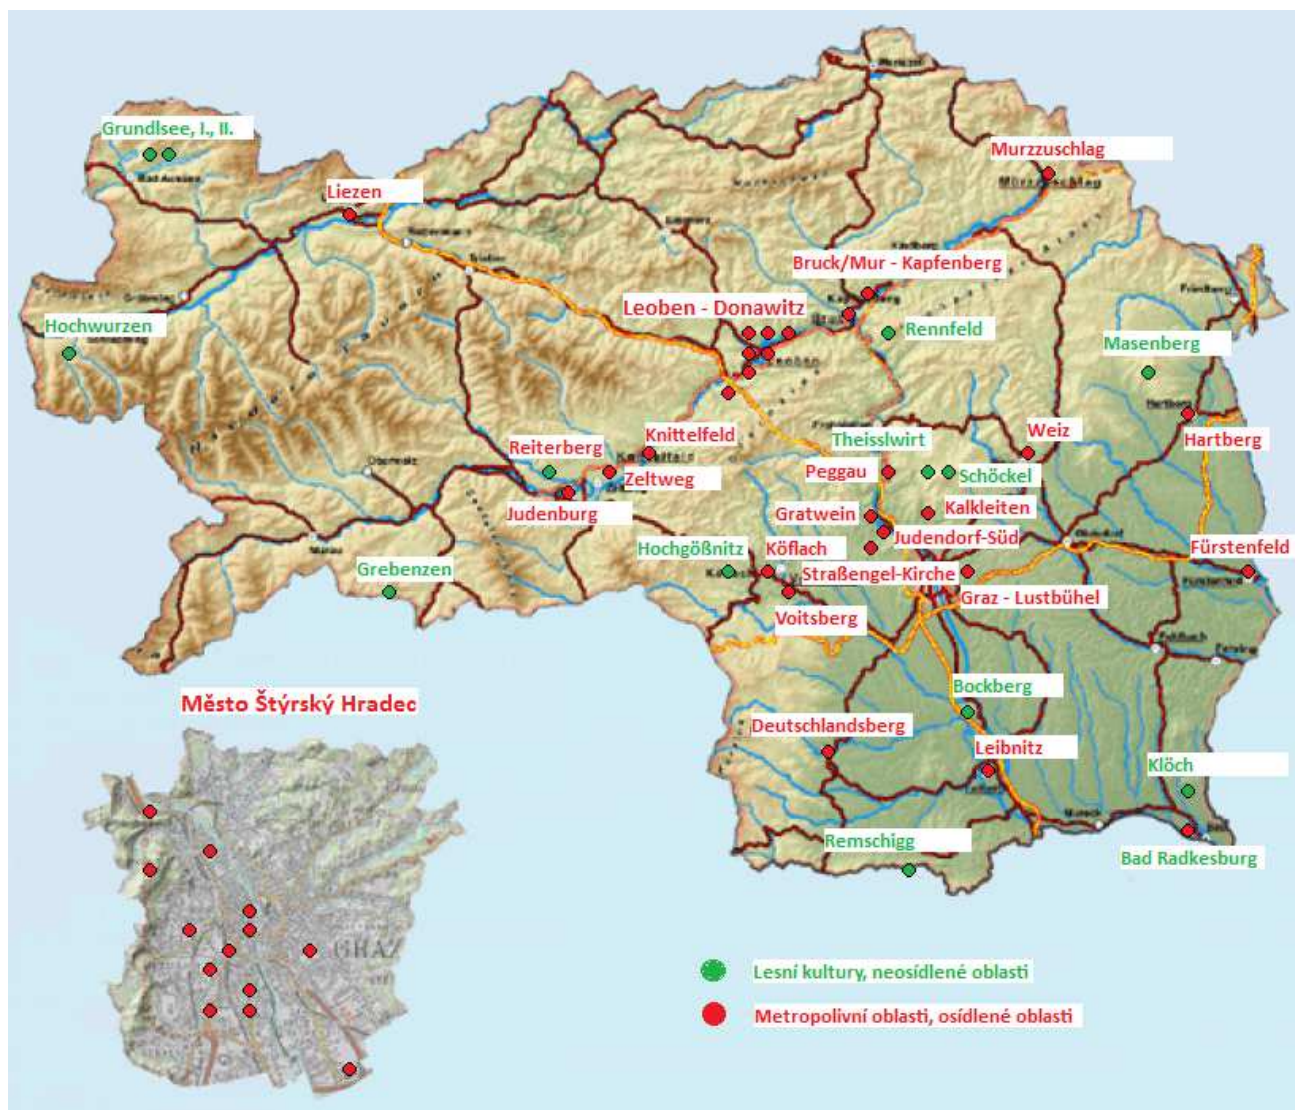 Grundlsee, I., II.
Murzzuschlag
Liezen
Bruck/Mur - Kapfenberg
Leoben - Donawitz
Hochwurzen
Rennfeld
Masenberg
Hartberg
Weiz
Theisslwirt
Knittelfeld
Reiterberg
Peggau
Schöckel
Zeltweg
Judenburg
Gratwein
Kalkleiten
Judendorf-Süd
Hochgößnitz
Köflach
Fürstenfeld
Grebenzen
Straßengel-Kirche
Graz - Lustbühel
Voitsberg
Bockberg
Město Štýrský Hradec
Deutschlandsberg
Leibnitz
Klöch
Remschigg
Bad Radkesburg
GRAZ
Lesní kultury, neosídlené oblasti
Metropolivní oblasti, osídlené oblasti